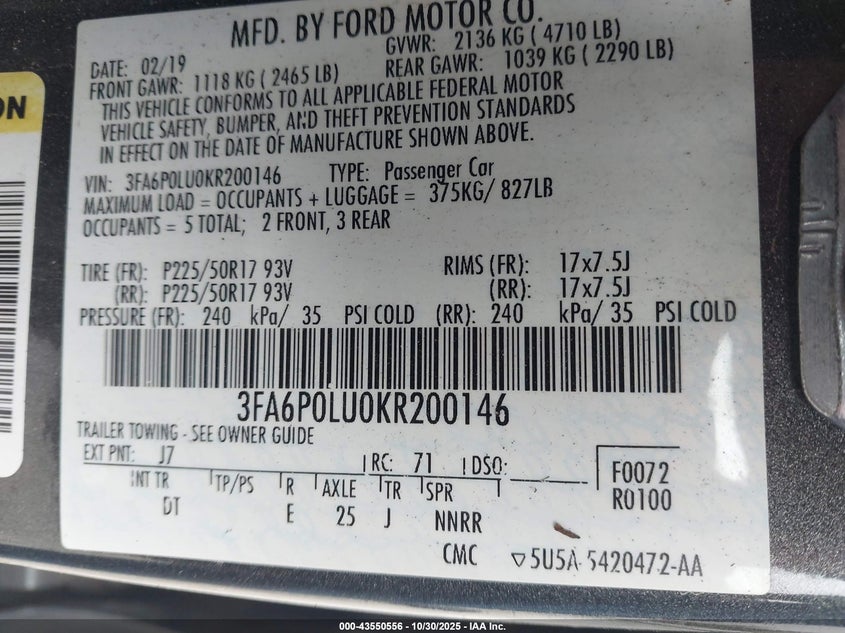 MFD. BY FORD MOTOR CO.
DATE: 02/19
GVWR: 2136 KG ( 4710 LB)
FRONT GAWR: 1118 KG ( 2465 LB)
REAR GAWR: 1039 KG ( 2290 LB)
THIS VEHICLE CONFORMS TO ALL APPLICABLE FEDERAL MOTOR
VEHICLE SAFETY, BUMPER, AND THEFT PREVENTION STANDARDS
IN EFFECT ON THE DATE OF MANUFACTURE SHOWN ABOVE.
VIN: 3FA6P0LU0KR200146 TYPE: Passenger Car
MAXIMUM LOAD = OCCUPANTS + LUGGAGE = 375KG/ 827LB
OCCUPANTS = 5 TOTAL; 2 FRONT, 3 REAR
TIRE (FR): P225/50R17 93V RIMS (FR): 17x7.5J
(RR): P225/50R17 93V (RR): 17x7.5J
PRESSURE (FR): 240 kPa/ 35 PSI COLD (RR): 240 kPa/ 35 PSI COLD
3FA6P0LU0KR200146
TRAILER TOWING - SEE OWNER GUIDE
EXT PNT: J7 RC: 71 DSO:
INT TR TP/PS R AXLE TR SPR
DT E 25 J NNRR
F0072
R0100
CMC ▽5U5A-5420472-AA
ON
000-43550556 - 10/30/2025 - IAA Inc.